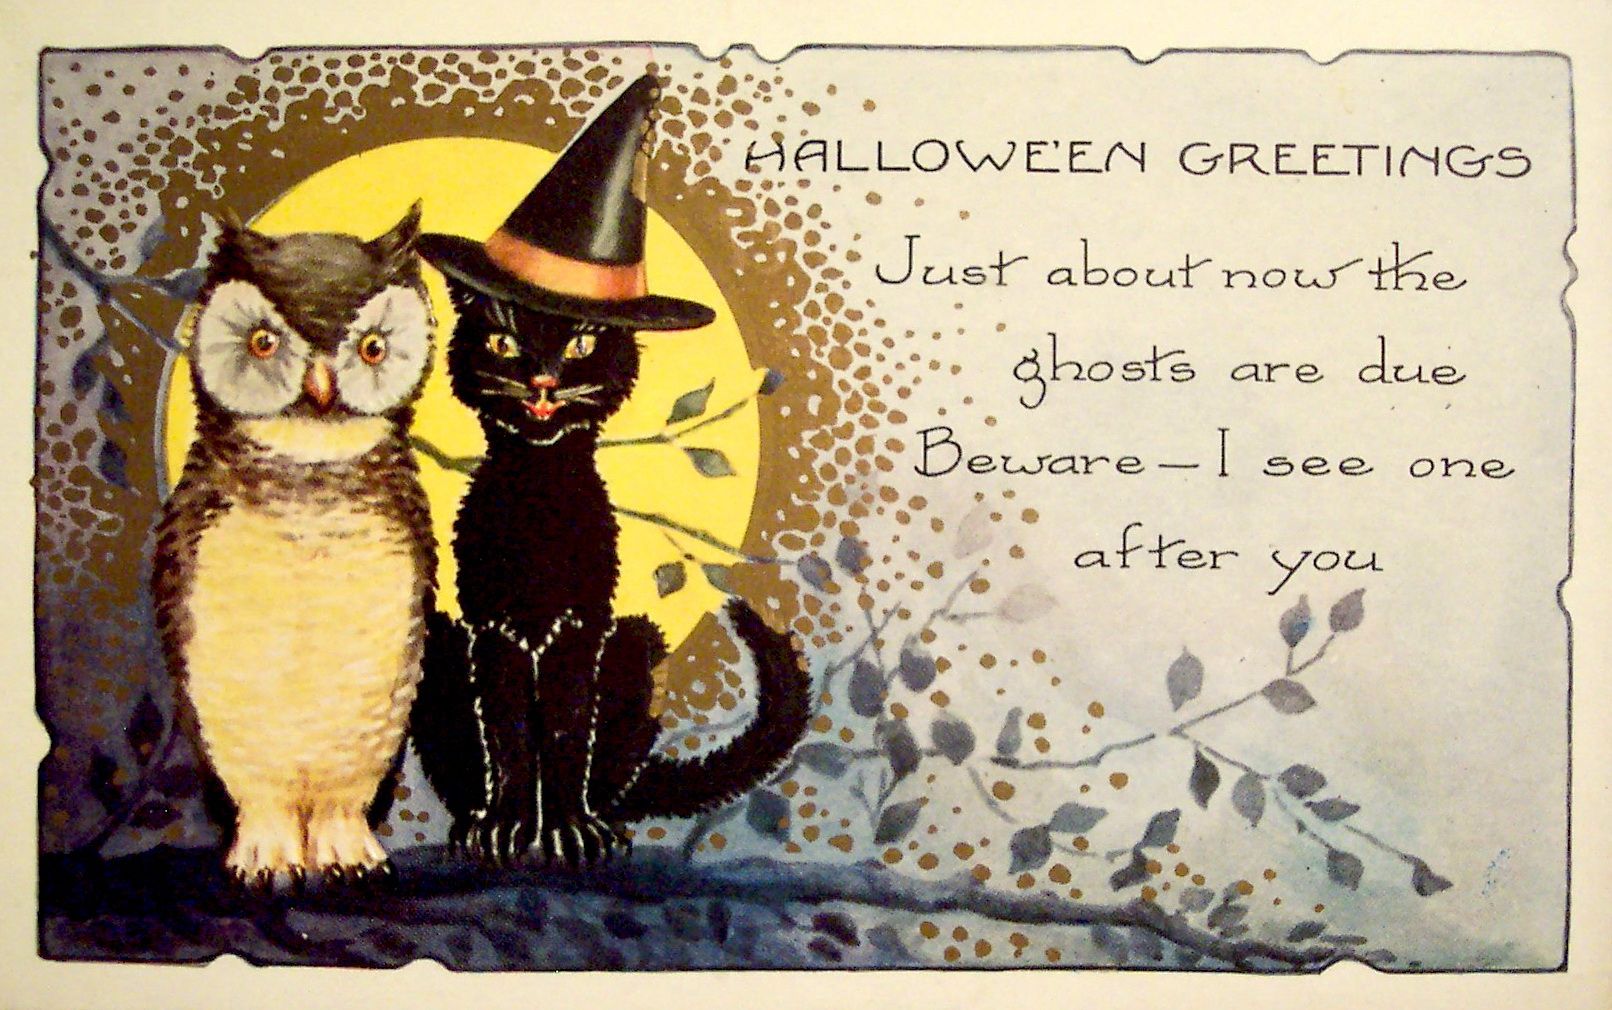 HALLOWE'EN GREETINGS
Just about now the
ghosts are due
Beware — I see one
after you